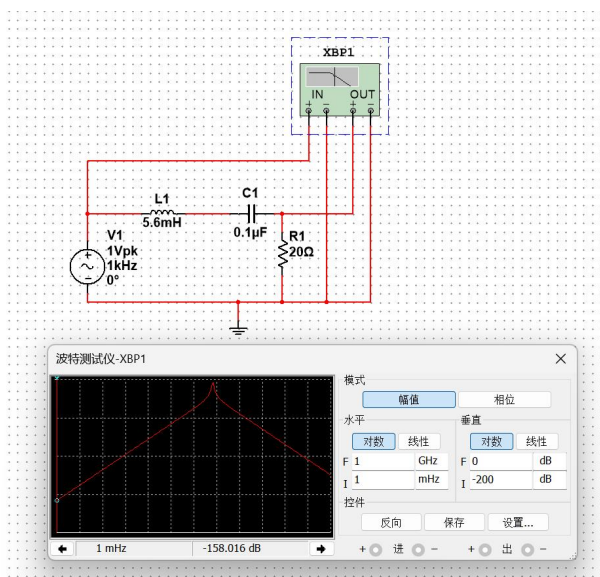 XBP1
IN OUT
+ − + −
L1
5.6mH
C1
0.1µF
R1
20Ω
V1
1Vpk
1kHz
0°
+
−
波特测试仪-XBP1 ×
模式
幅值 相位
水平 垂直
对数 线性 对数 线性
F 1 GHz F 0 dB
I 1 mHz I -200 dB
控件
反向 保存 设置...
1 mHz -158.016 dB + 进 − + 出 −